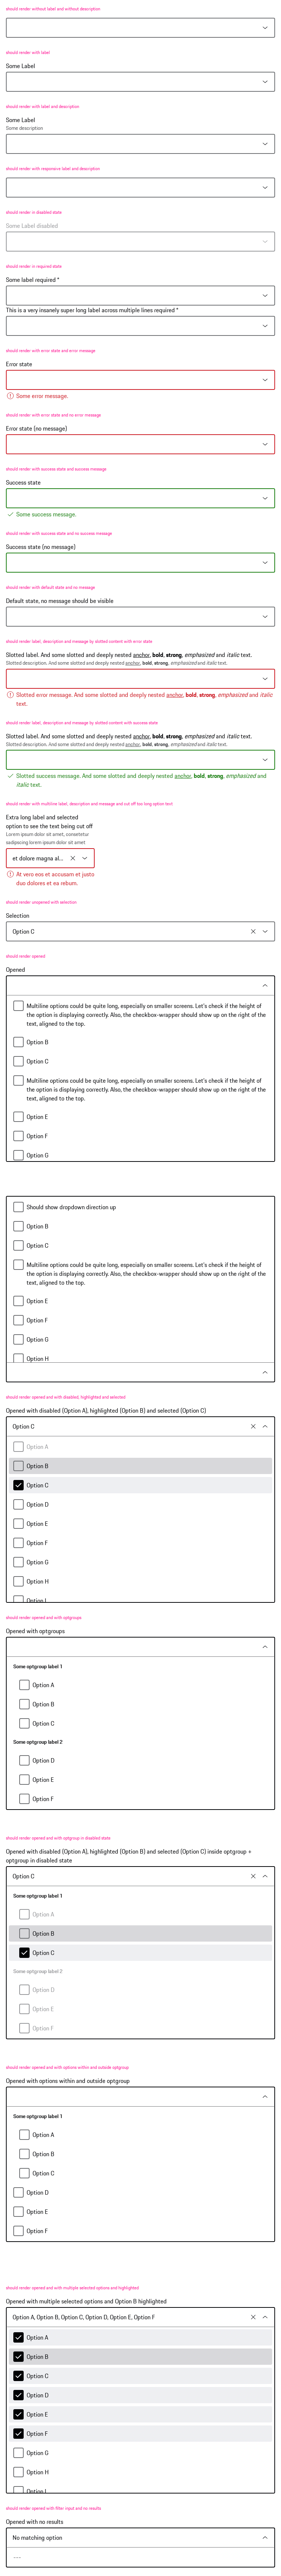 should render without label and without description
should render with label
Some Label
should render with label and description
Some Label
Some description
should render with responsive label and description
should render in disabled state
Some Label disabled
should render in required state
Some label required *
This is a very insanely super long label across multiple lines required *
should render with error state and error message
Error state
Some error message.
should render with error state and no error message
Error state (no message)
should render with success state and success message
Success state
Some success message.
should render with success state and no success message
Success state (no message)
should render with default state and no message
Default state, no message should be visible
should render label, description and message by slotted content with error state
Slotted label. And some slotted and deeply nested anchor, bold, strong, emphasized and italic text.
Slotted description. And some slotted and deeply nested anchor, bold, strong, emphasized and italic text.
Slotted error message. And some slotted and deeply nested anchor, bold, strong, emphasized and italic
text.
should render label, description and message by slotted content with success state
Slotted label. And some slotted and deeply nested anchor, bold, strong, emphasized and italic text.
Slotted description. And some slotted and deeply nested anchor, bold, strong, emphasized and italic text.
Slotted success message. And some slotted and deeply nested anchor, bold, strong, emphasized and
italic text.
should render with multiline label, description and message and cut off too long option text
Extra long label and selected
option to see the text being cut off
Lorem ipsum dolor sit amet, consetetur
sadipscing lorem ipsum dolor sit amet
et dolore magna al...
At vero eos et accusam et justo
duo dolores et ea rebum.
should render unopened with selection
Selection
Option C
should render opened
Opened
Multiline options could be quite long, especially on smaller screens. Let's check if the height of
the option is displaying correctly. Also, the checkbox-wrapper should show up on the right of the
text, aligned to the top.
Option B
Option C
Multiline options could be quite long, especially on smaller screens. Let's check if the height of
the option is displaying correctly. Also, the checkbox-wrapper should show up on the right of the
text, aligned to the top.
Option E
Option F
Option G
Should show dropdown direction up
Option B
Option C
Multiline options could be quite long, especially on smaller screens. Let's check if the height of
the option is displaying correctly. Also, the checkbox-wrapper should show up on the right of the
text, aligned to the top.
Option E
Option F
Option G
Option H
should render opened and with disabled, highlighted and selected
Opened with disabled (Option A), highlighted (Option B) and selected (Option C)
Option C
Option A
Option B
Option C
Option D
Option E
Option F
Option G
Option H
Option I
should render opened and with optgroups
Opened with optgroups
Some optgroup label 1
Option A
Option B
Option C
Some optgroup label 2
Option D
Option E
Option F
should render opened and with optgroup in disabled state
Opened with disabled (Option A), highlighted (Option B) and selected (Option C) inside optgroup +
optgroup in disabled state
Option C
Some optgroup label 1
Option A
Option B
Option C
Some optgroup label 2
Option D
Option E
Option F
should render opened and with options within and outside optgroup
Opened with options within and outside optgroup
Some optgroup label 1
Option A
Option B
Option C
Option D
Option E
Option F
should render opened and with multiple selected options and highlighted
Opened with multiple selected options and Option B highlighted
Option A, Option B, Option C, Option D, Option E, Option F
Option A
Option B
Option C
Option D
Option E
Option F
Option G
Option H
Option I
should render opened with filter input and no results
Opened with no results
No matching option
---